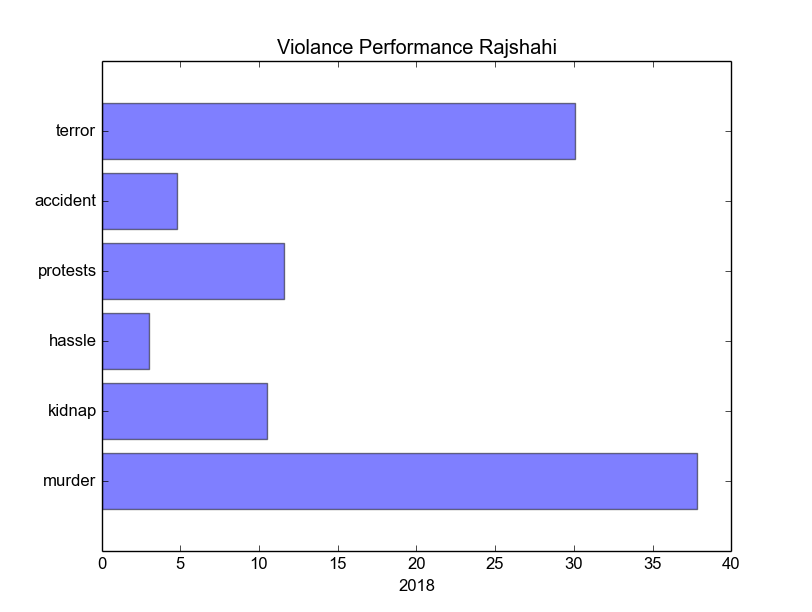 Violance Performance Rajshahi
terror
accident
protests
hassle
kidnap
murder
0 5 10 15 20 25 30 35 40
2018